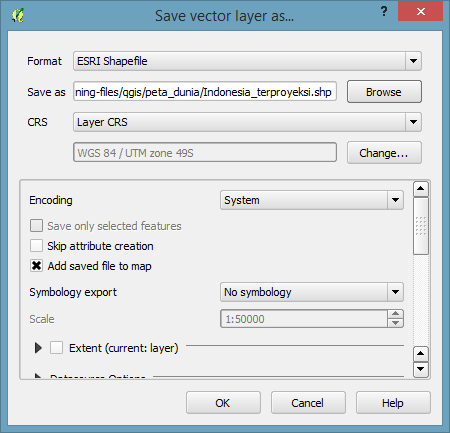 Save vector layer as...
?
Format ESRI Shapefile
Save as ning-files/qgis/peta_dunia/Indonesia_terproyeksi.shp Browse
CRS Layer CRS
WGS 84 / UTM zone 49S Change...
Encoding System
Save only selected features
Skip attribute creation
Add saved file to map
Symbology export No symbology
Scale 1:50000
Extent (current: layer)
Datasource Options
OK Cancel Help